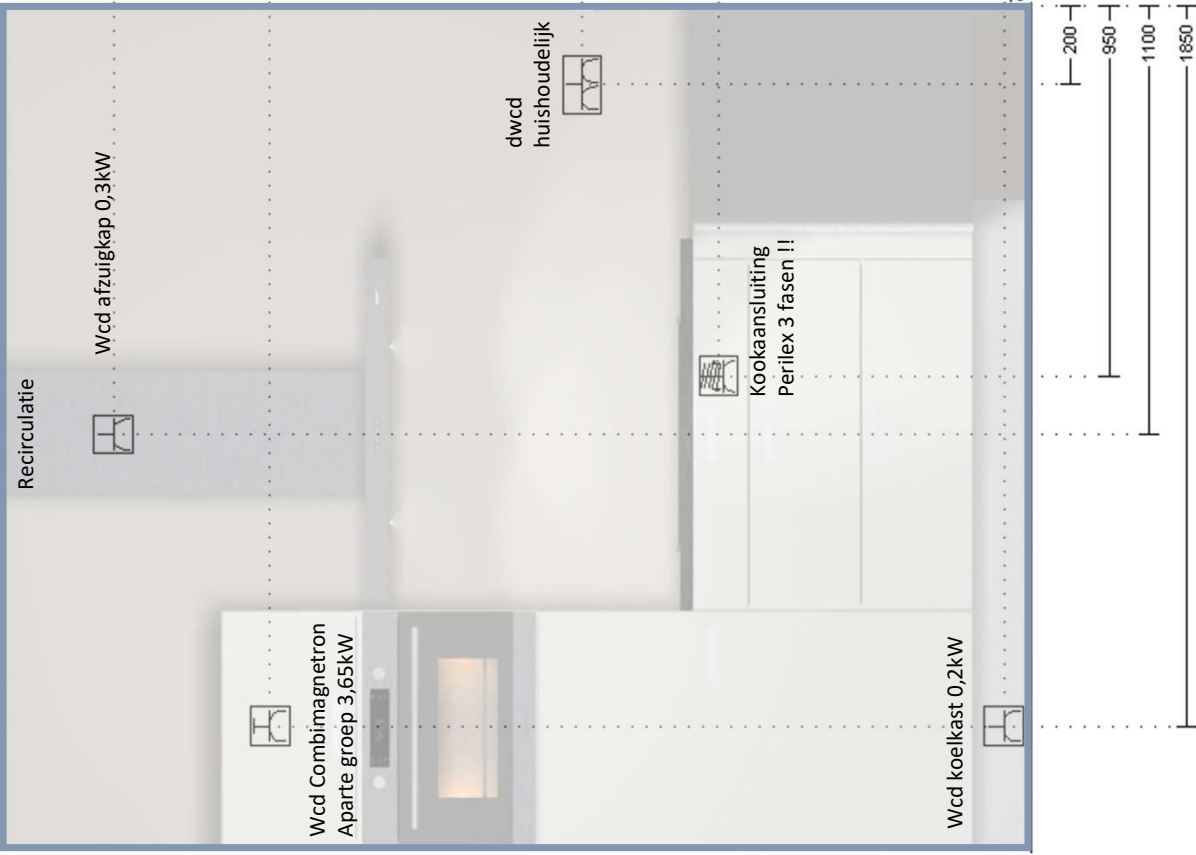 Recirculatie
Wcd afzuigkap 0,3kW
dwcd
huishoudelijk
Wcd Combimagnetron
Aparte groep 3,65kW
Kookaansluiting
Perilex 3 fasen !!
Wcd koelkast 0,2kW
200
950
1100
1850